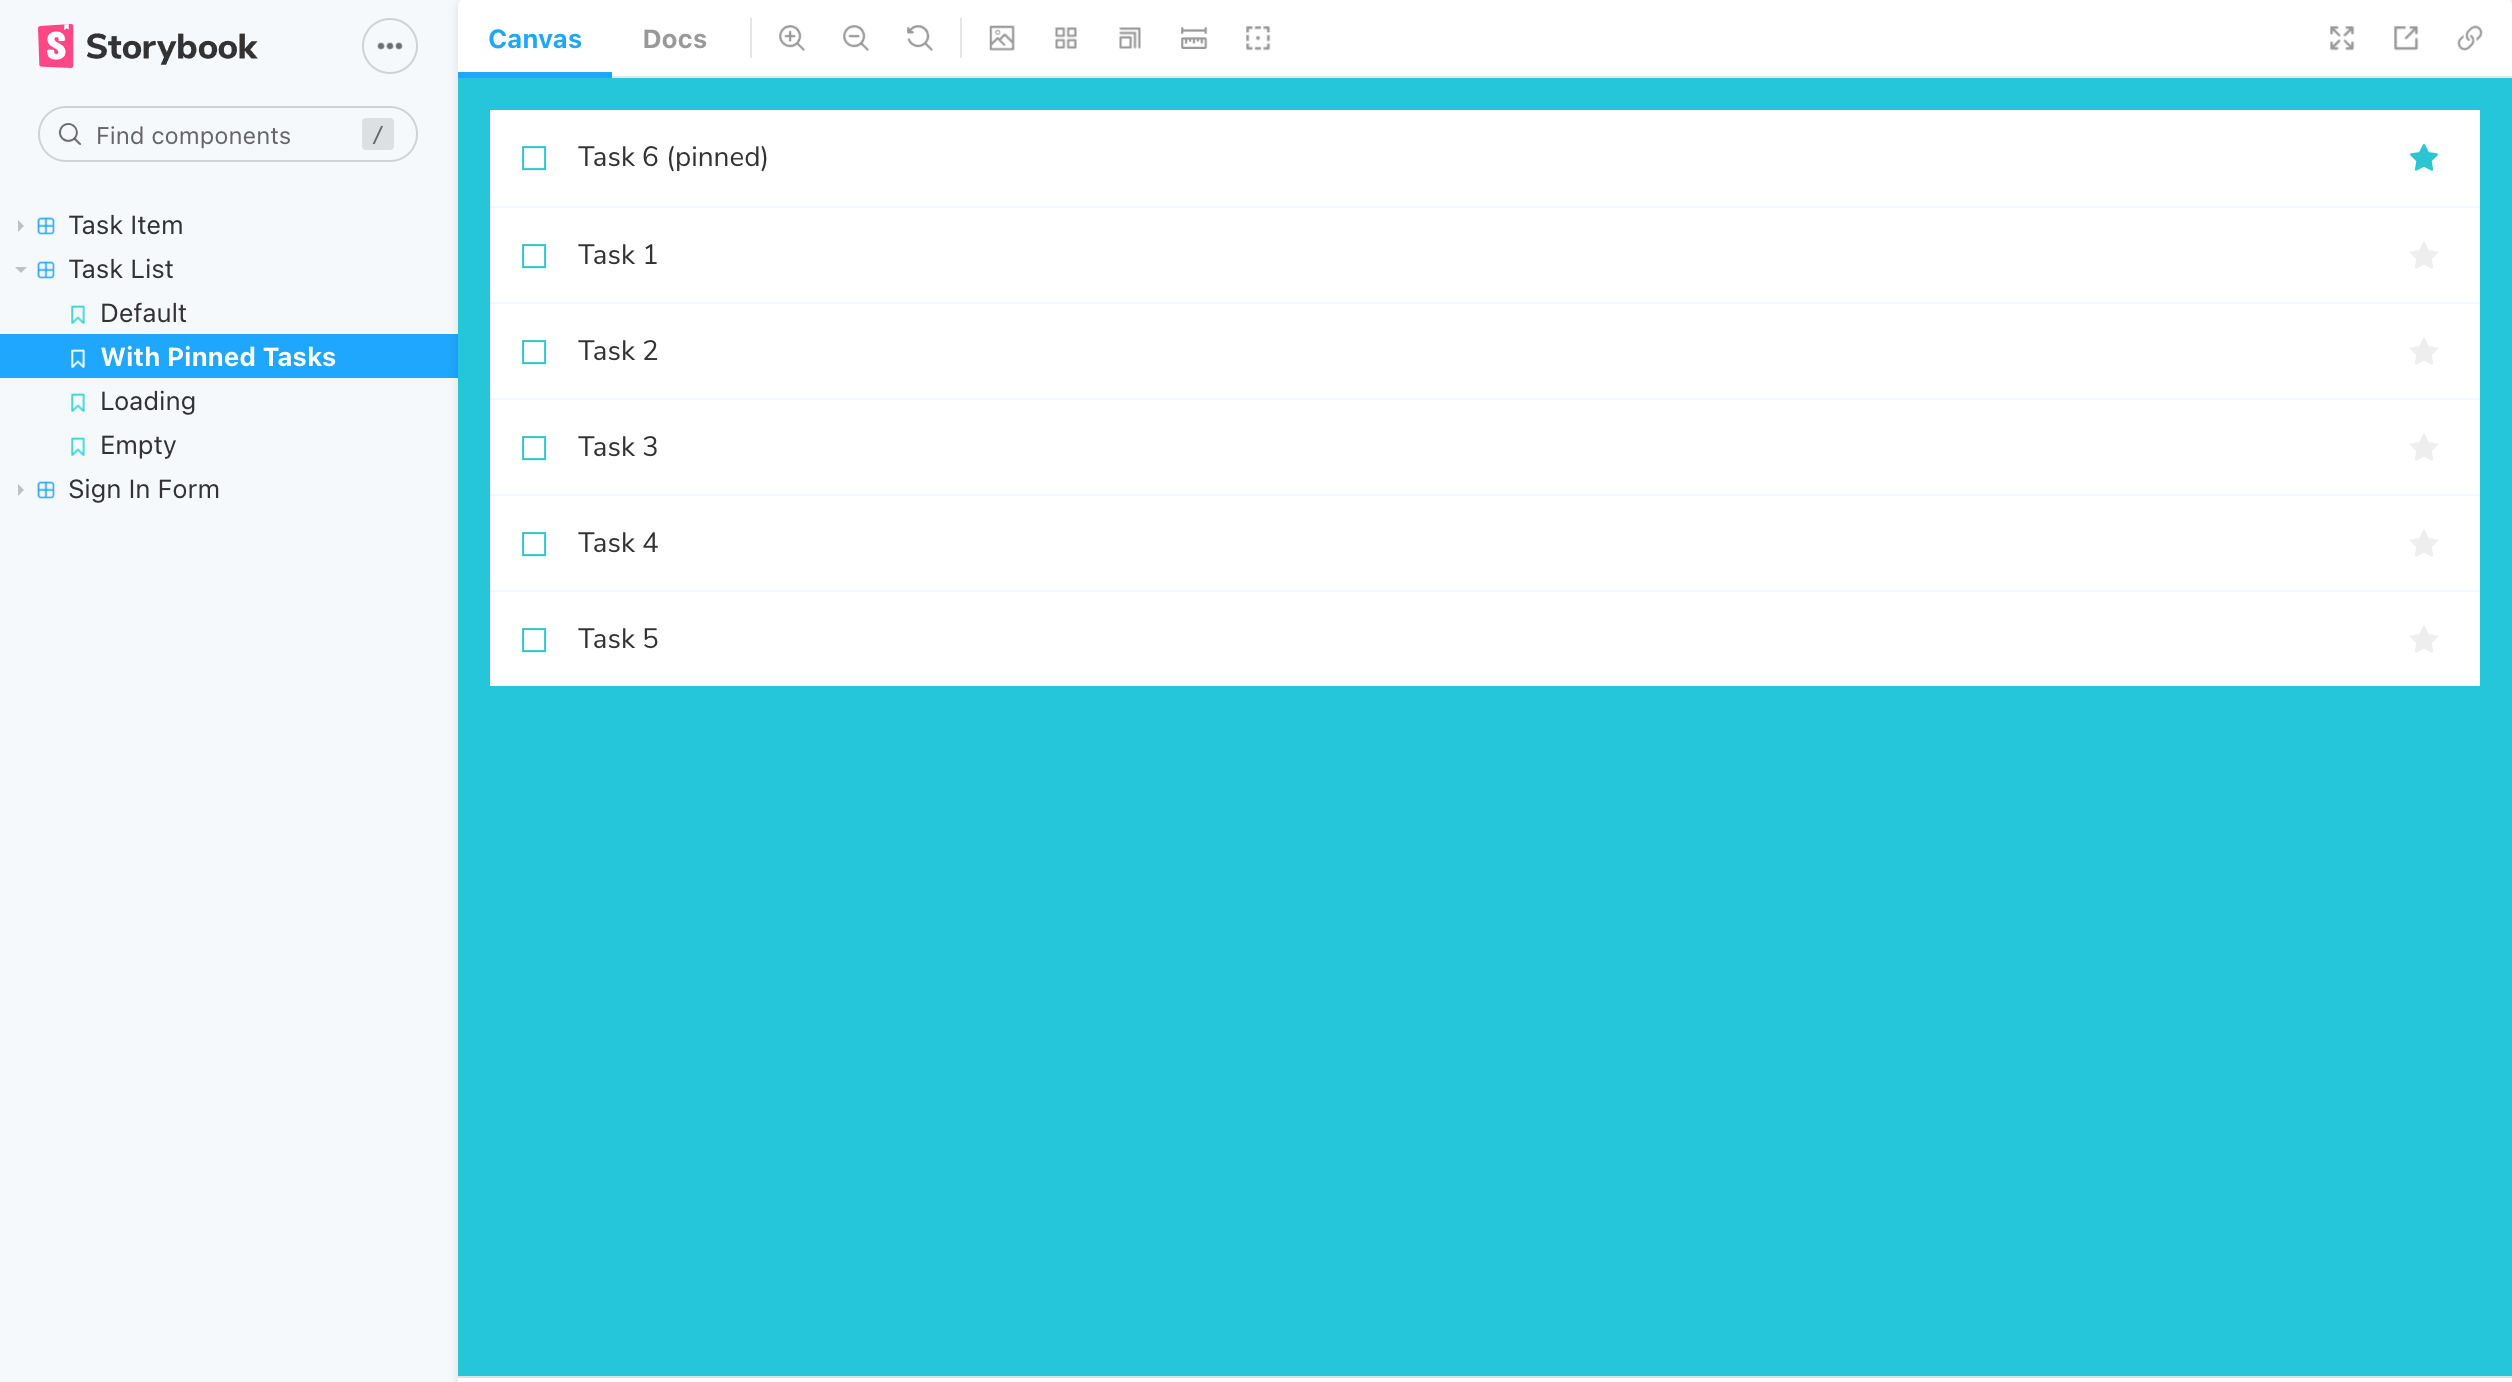 Storybook
Find components /
Task Item
Task List
Default
With Pinned Tasks
Loading
Empty
Sign In Form
Canvas Docs
Task 6 (pinned)
Task 1
Task 2
Task 3
Task 4
Task 5